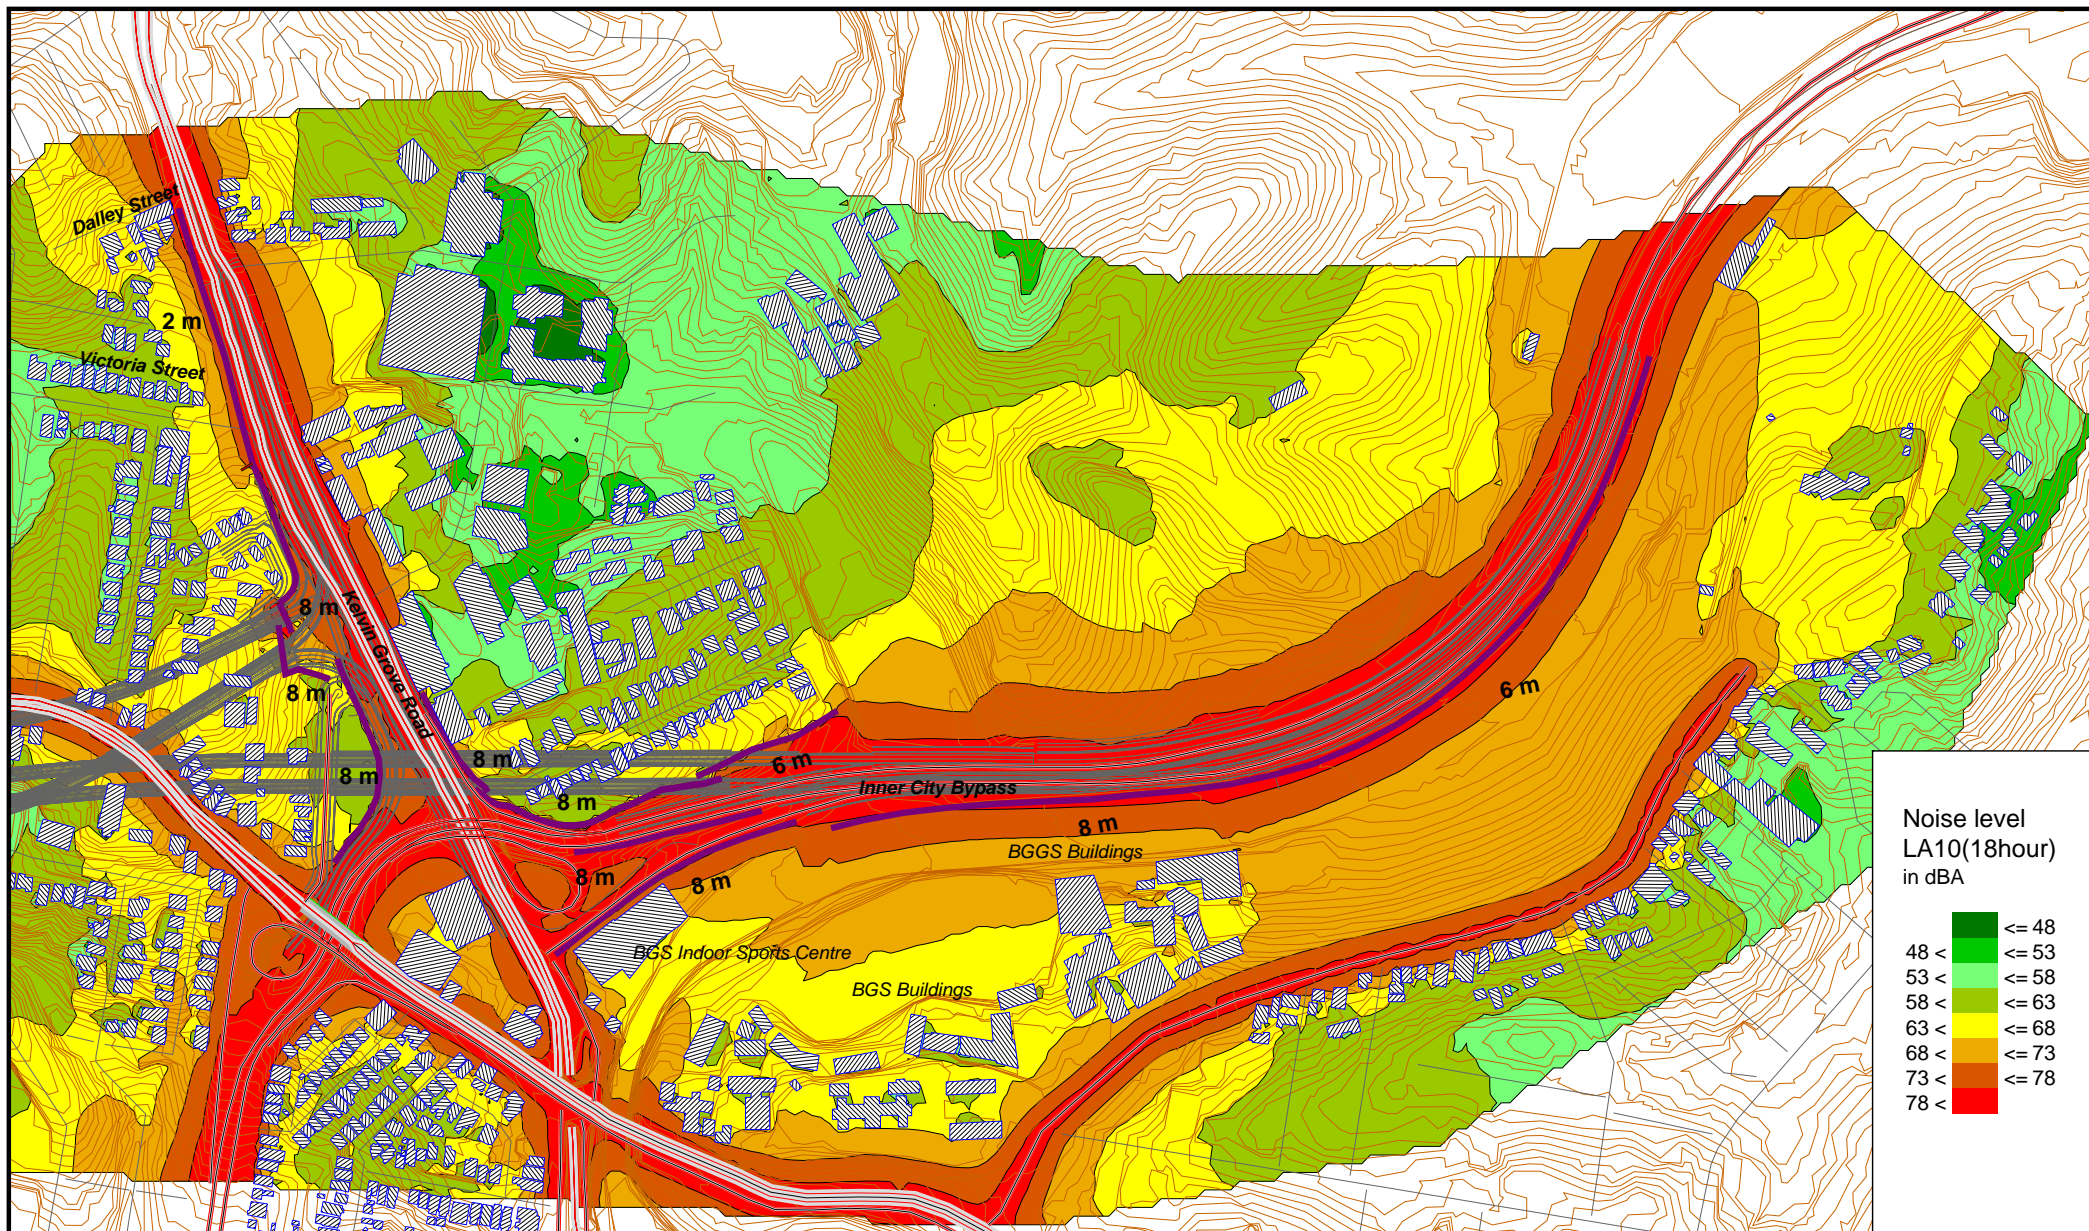 Dalley Street
2 m
Victoria Street
8 m
Kelvin Grove Road
8 m
6 m
8 m
6 m
8 m
Inner City Bypass
8 m
8 m
BGGS Buildings
8 m
8 m
BGS Indoor Sports Centre
BGS Buildings
Noise level
LA10(18hour)
in dBA
<= 48
48 < <= 53
53 < <= 58
58 < <= 63
63 < <= 68
68 < <= 73
73 < <= 78
78 <